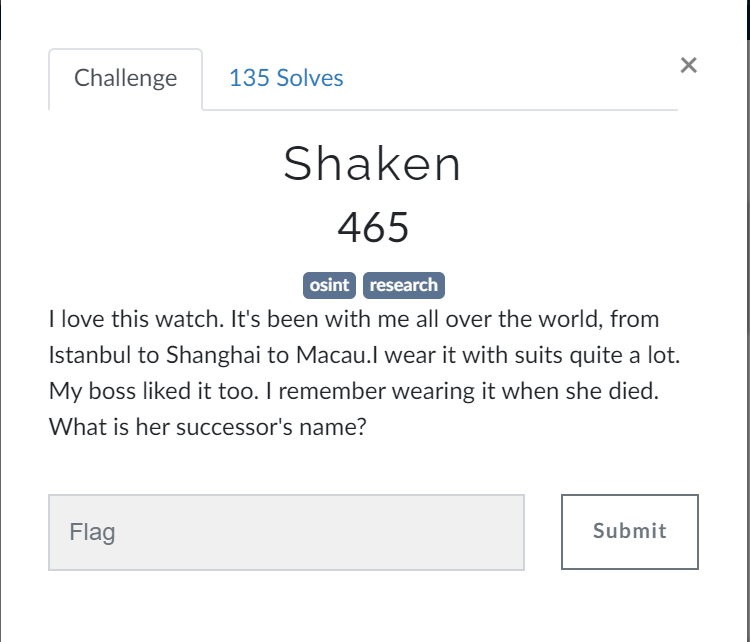 Challenge
135 Solves
×
Shaken
465
osint research
I love this watch. It's been with me all over the world, from
Istanbul to Shanghai to Macau.I wear it with suits quite a lot.
My boss liked it too. I remember wearing it when she died.
What is her successor's name?
Flag
Submit